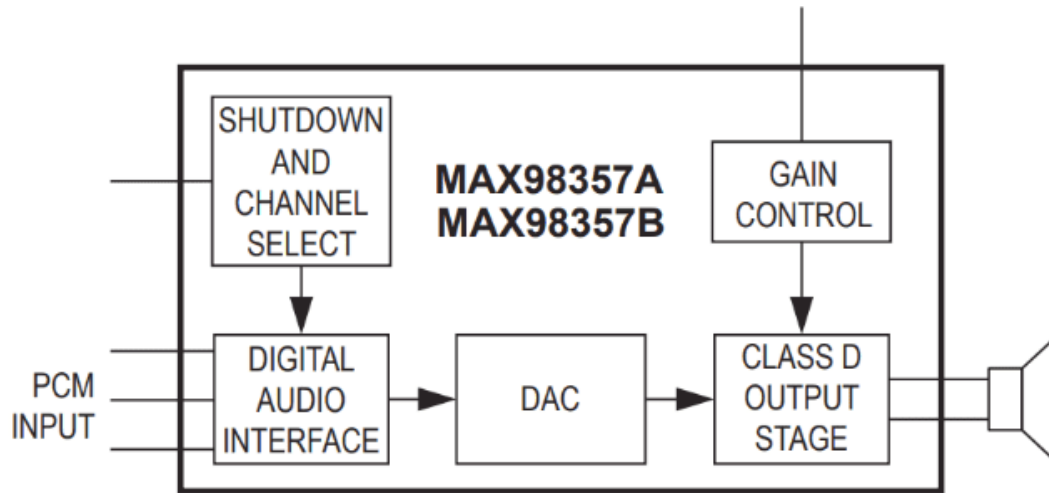 SHUTDOWN
AND
CHANNEL
SELECT
MAX98357A
MAX98357B
GAIN
CONTROL
PCM
INPUT
DIGITAL
AUDIO
INTERFACE
DAC
CLASS D
OUTPUT
STAGE